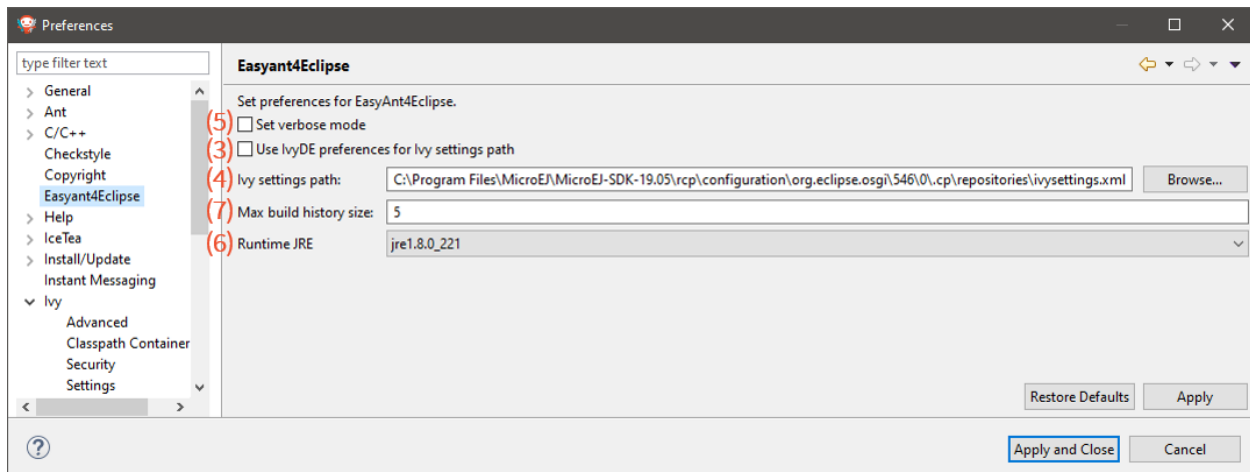 Preferences
type filter text
General
Ant
C/C++
Checkstyle
Copyright
Easyant4Eclipse
Help
IceTea
Install/Update
Instant Messaging
Ivy
Advanced
Classpath Container
Security
Settings
Easyant4Eclipse
Set preferences for EasyAnt4Eclipse.
(5) Set verbose mode
(3) Use IvyDE preferences for Ivy settings path
(4) Ivy settings path: C:\Program Files\MicroEJ\MicroEJ-SDK-19.05\rcp\configuration\org.eclipse.osgi\546\0\.cp\repositories\ivysettings.xml Browse...
(7) Max build history size: 5
(6) Runtime JRE jre1.8.0_221
Restore Defaults Apply
? Apply and Close Cancel